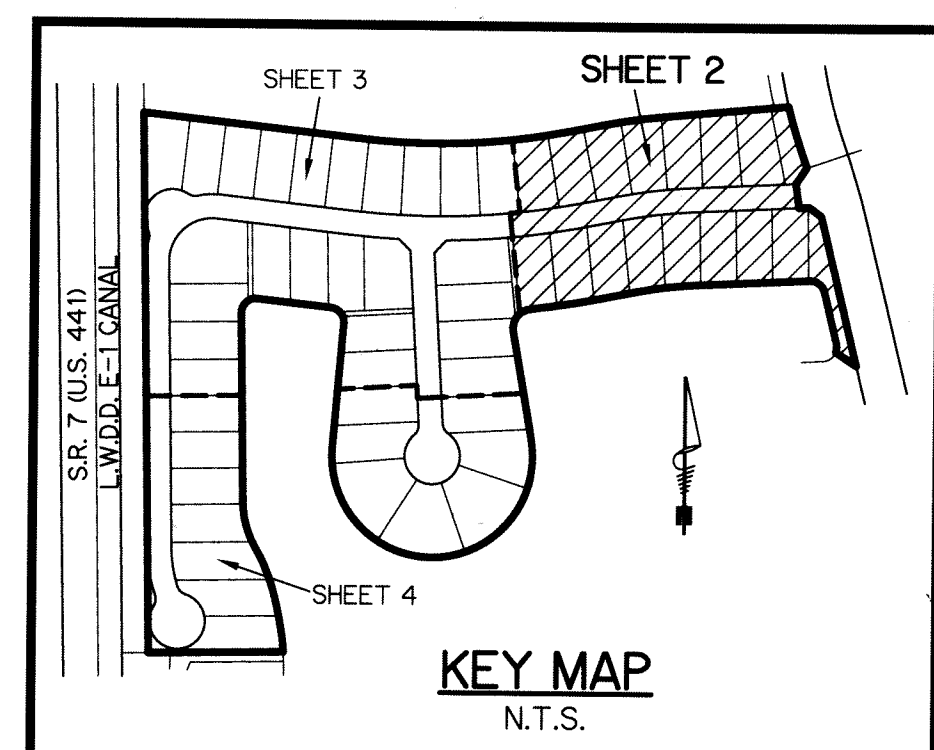 SHEET 3
SHEET 2
S.R. 7 (U.S. 441)
L.W.D.D. E-1 CANAL
SHEET 4
KEY MAP
N.T.S.